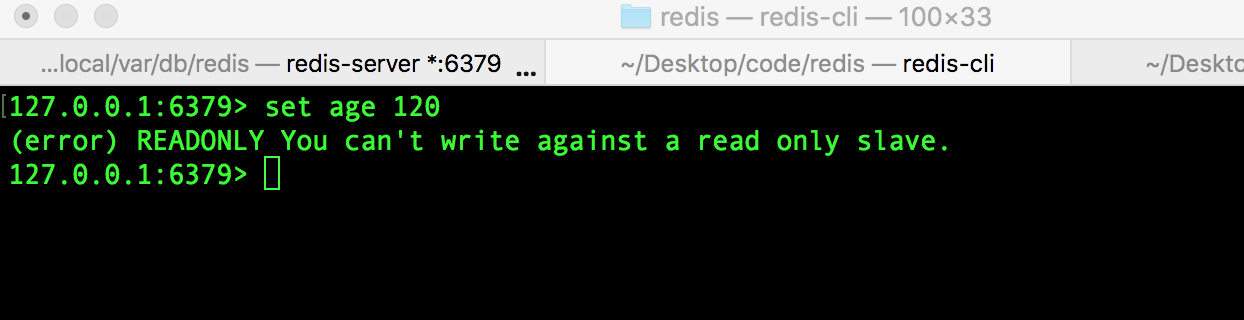 redis — redis-cli — 100×33
...local/var/db/redis — redis-server *:6379 ...
~/Desktop/code/redis — redis-cli
~/Deskto
[127.0.0.1:6379> set age 120
(error) READONLY You can't write against a read only slave.
127.0.0.1:6379>